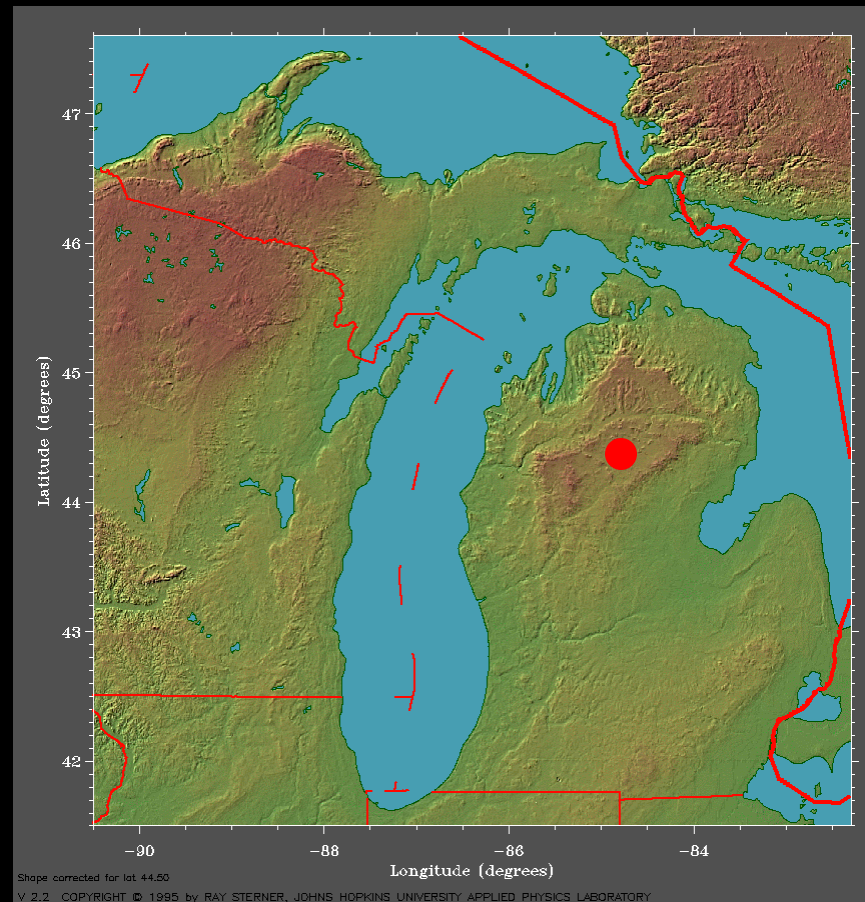 47
46
45
44
43
42
Latitude (degrees)
-90
-88
-86
-84
Longitude (degrees)
Shape corrected for lat 44.50
V 2.2 COPYRIGHT © 1995 by RAY STERNER, JOHNS HOPKINS UNIVERSITY APPLIED PHYSICS LABORATORY